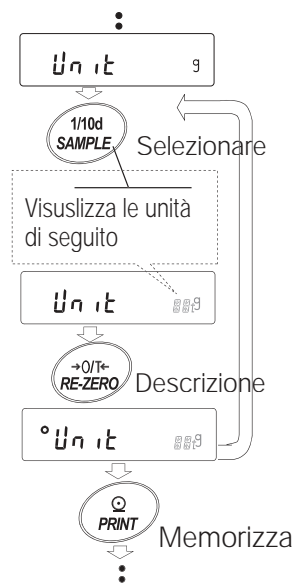 Unit g
1/10d
SAMPLE
Selezionare
Visuslizza le unità
di seguito
Unit g
→0/T←
RE-ZERO
Descrizione
°Unit g
PRINT
Memorizza